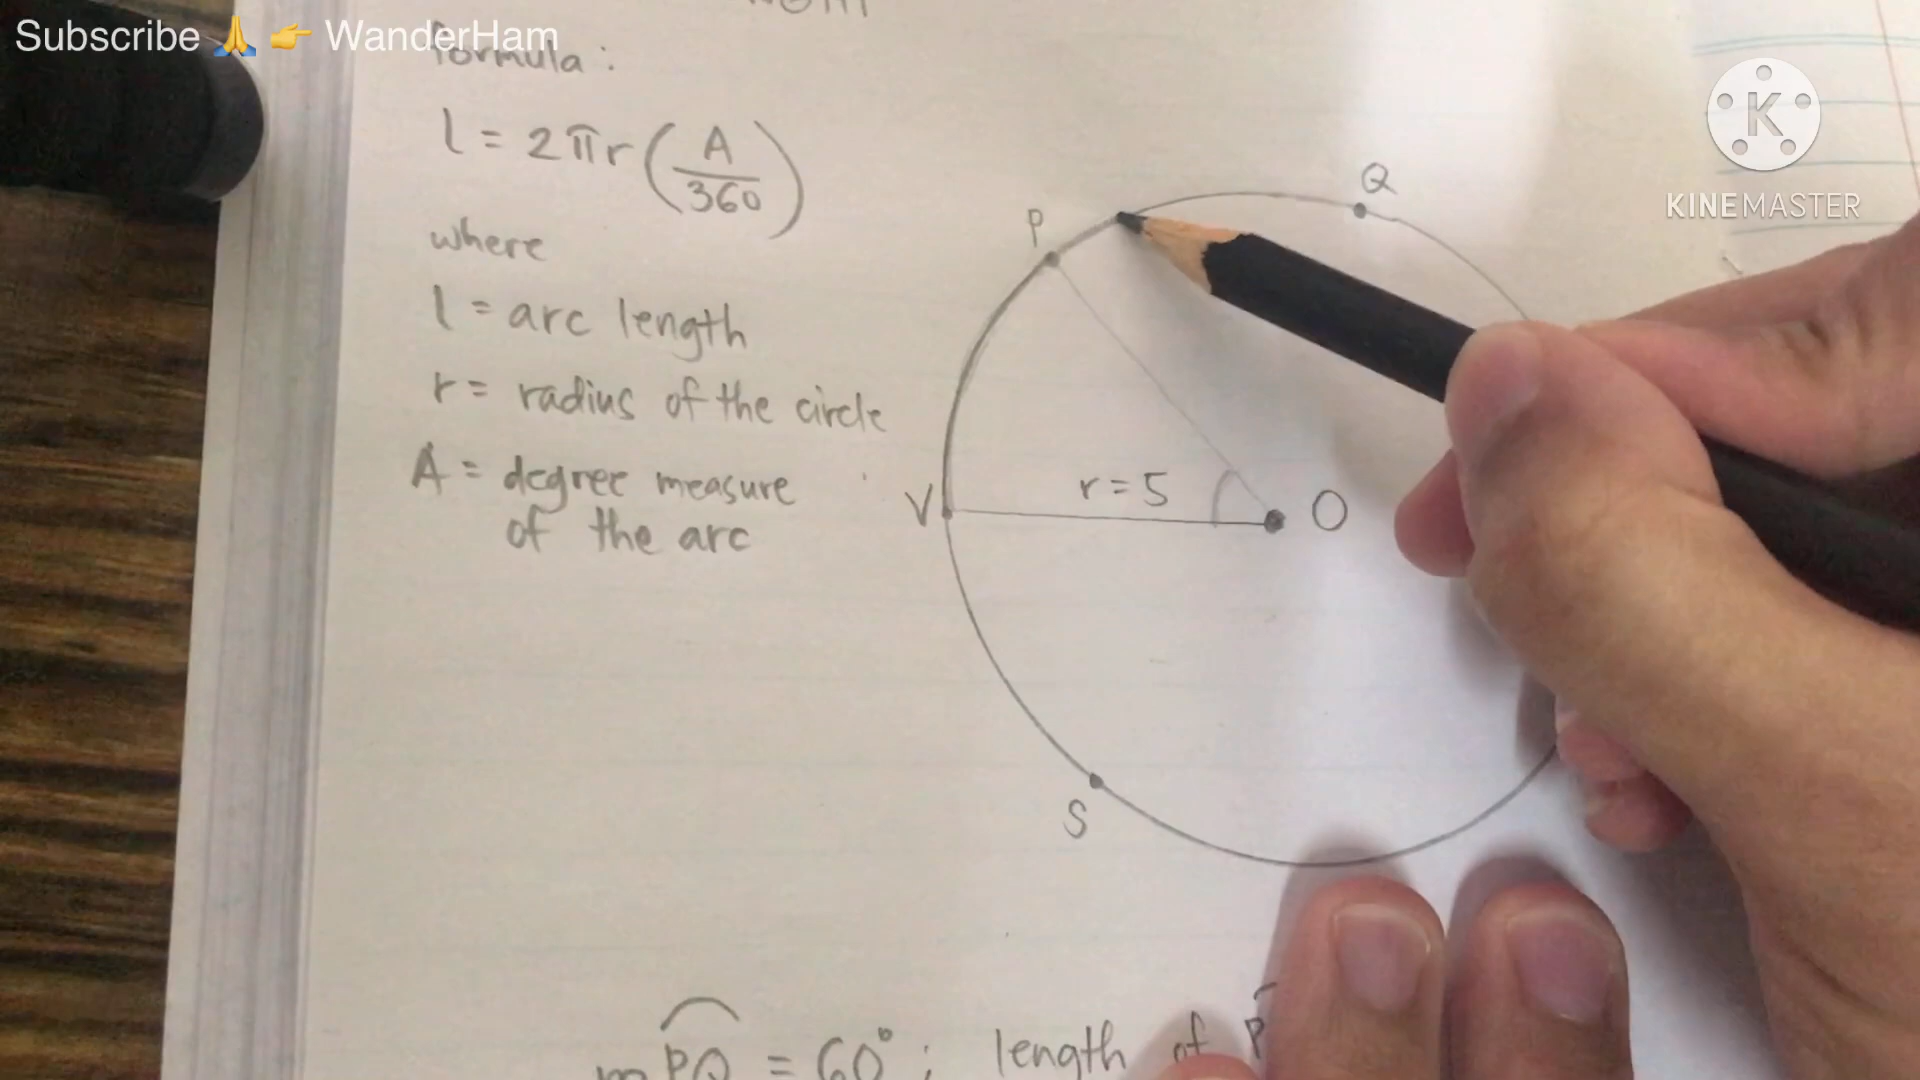 Subscribe 🙏 👉 WanderHam
formula :
l = 2πr (A/360)
where
l = arc length
r = radius of the circle
A = degree measure
of the arc
KINEMASTER
P
Q
V
r = 5
O
S
m PQ = 60° ; length of P